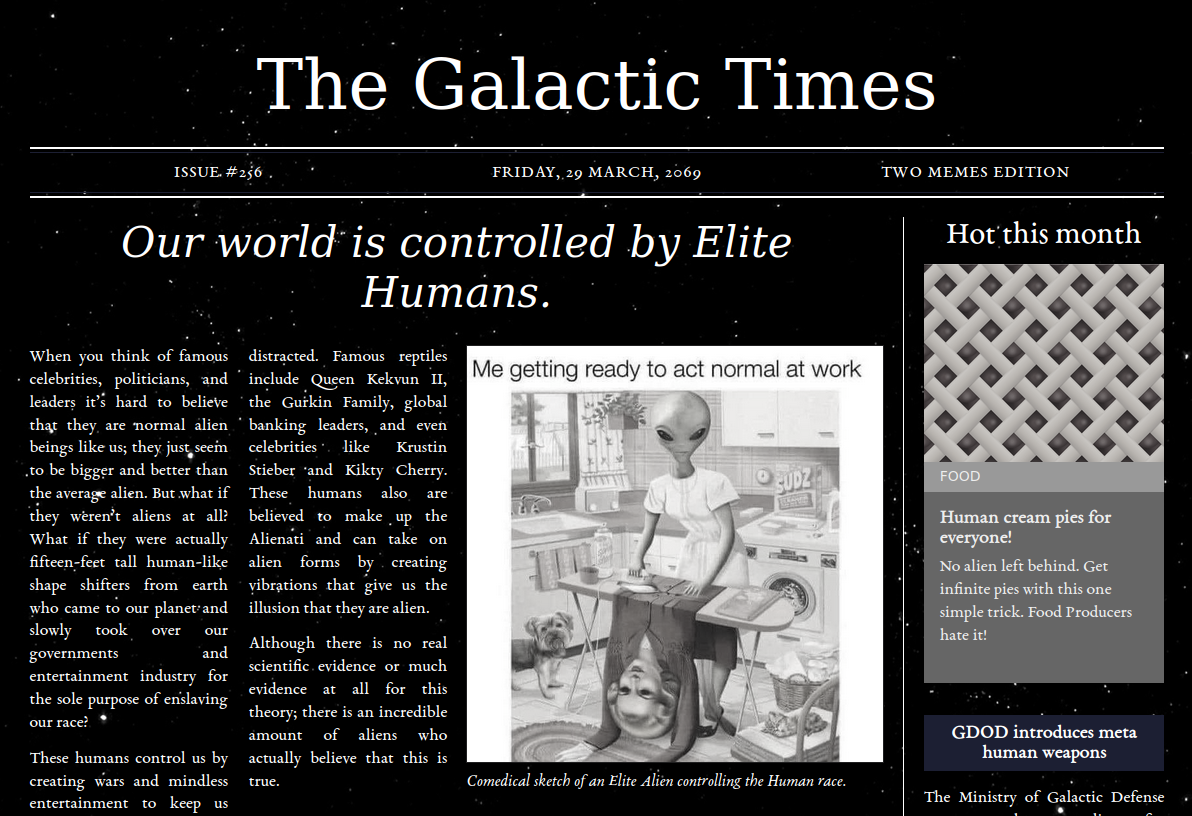 The Galactic Times
ISSUE #256
FRIDAY, 29 MARCH, 2069
TWO MEMES EDITION
Our world is controlled by Elite
Humans.
When you think of famous
celebrities, politicians, and
leaders it's hard to believe
that they are normal alien
beings like us; they just seem
to be bigger and better than
the average alien. But what if
they weren't aliens at all?
What if they were actually
fifteen-feet tall human-like
shape shifters from earth
who came to our planet and
slowly took over our
governments and
entertainment industry for
the sole purpose of enslaving
our race?
These humans control us by
creating wars and mindless
entertainment to keep us
distracted. Famous reptiles
include Queen Kekvun II,
the Gurkin Family, global
banking leaders, and even
celebrities like Krustin
Stieber and Kikty Cherry.
These humans also are
believed to make up the
Alienati and can take on
alien forms by creating
vibrations that give us the
illusion that they are alien.
Although there is no real
scientific evidence or much
evidence at all for this
theory; there is an incredible
amount of aliens who
actually believe that this is
true.
Me getting ready to act normal at work
SUDZ
Comedical sketch of an Elite Alien controlling the Human race.
Hot this month
FOOD
Human cream pies for
everyone!
No alien left behind. Get
infinite pies with this one
simple trick. Food Producers
hate it!
GDOD introduces meta
human weapons
The Ministry of Galactic Defense